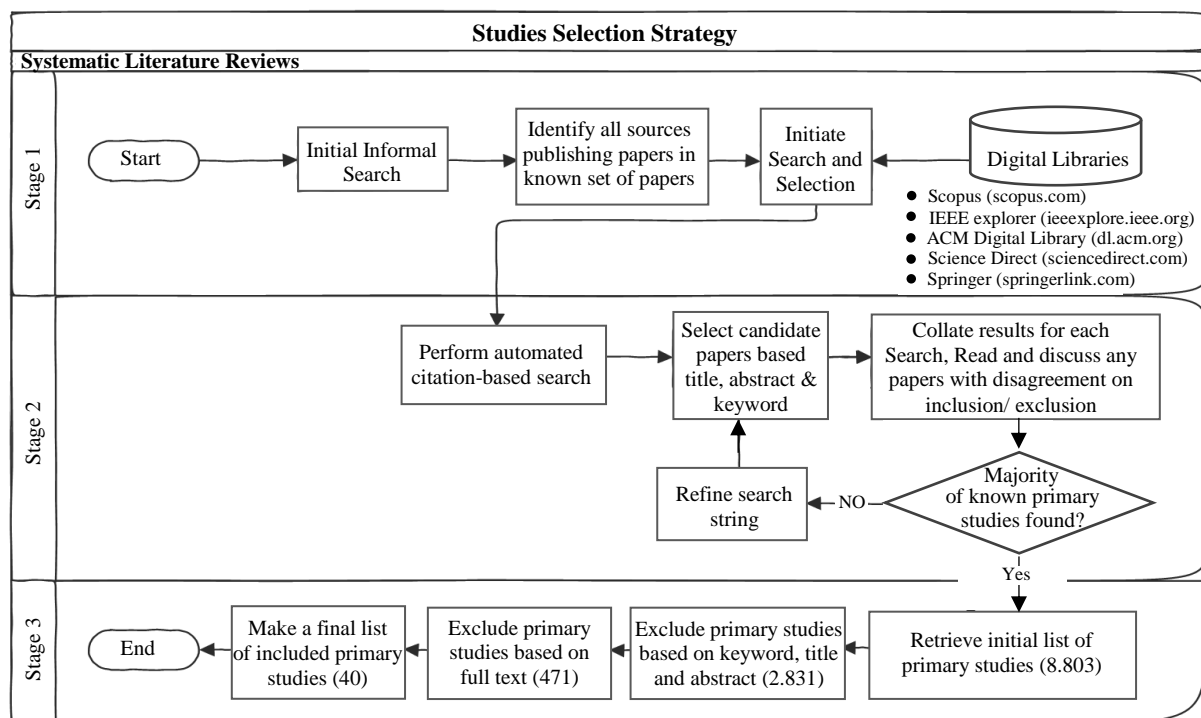 Studies Selection Strategy
Systematic Literature Reviews
Stage 1
Start
Initial Informal
Search
Identify all sources
publishing papers in
known set of papers
Initiate
Search and
Selection
Digital Libraries
● Scopus (scopus.com)
● IEEE explorer (ieeexplore.ieee.org)
● ACM Digital Library (dl.acm.org)
● Science Direct (sciencedirect.com)
● Springer (springerlink.com)
Stage 2
Perform automated
citation-based search
Select candidate
papers based
title, abstract &
keyword
Collate results for each
Search, Read and discuss any
papers with disagreement on
inclusion/ exclusion
Majority
of known primary
studies found?
NO
Refine search
string
Yes
Stage 3
Retrieve initial list of
primary studies (8.803)
Exclude primary studies
based on keyword, title
and abstract (2.831)
Exclude primary
studies based on
full text (471)
Make a final list
of included primary
studies (40)
End